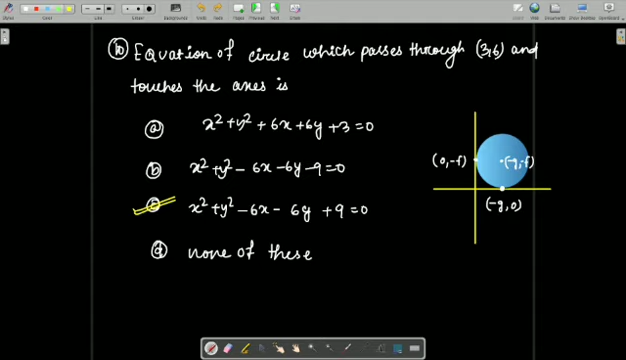 (10) Equation of circle which passes through (3,6) and
touches the axes is
(a) x² + y² + 6x + 6y + 3 = 0
(b) x² + y² - 6x - 6y - 9 = 0
(c) x² + y² - 6x - 6y + 9 = 0
(d) none of these
(0, -f) (-g, -f)
(-g, 0)